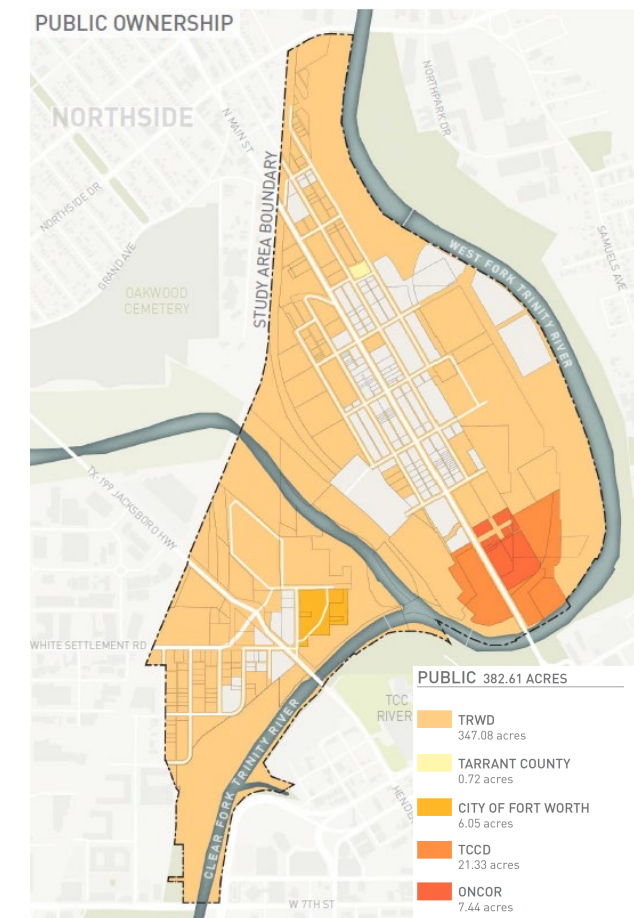 PUBLIC OWNERSHIP
NORTHSIDE
N MAIN ST
NORTHPARK DR
NORTHSIDE DR
GRAND AVE
SAMUELS AVE
STUDY AREA BOUNDARY
WEST FORK TRINITY RIVER
OAKWOOD
CEMETERY
TX-199 JACKSBORO HWY
WHITE SETTLEMENT RD
TCC
RIVER
CLEAR FORK TRINITY RIVER
HENDE
W 7TH ST
PUBLIC 382.61 ACRES
TRWD
347.08 acres
TARRANT COUNTY
0.72 acres
CITY OF FORT WORTH
6.05 acres
TCCD
21.33 acres
ONCOR
7.44 acres